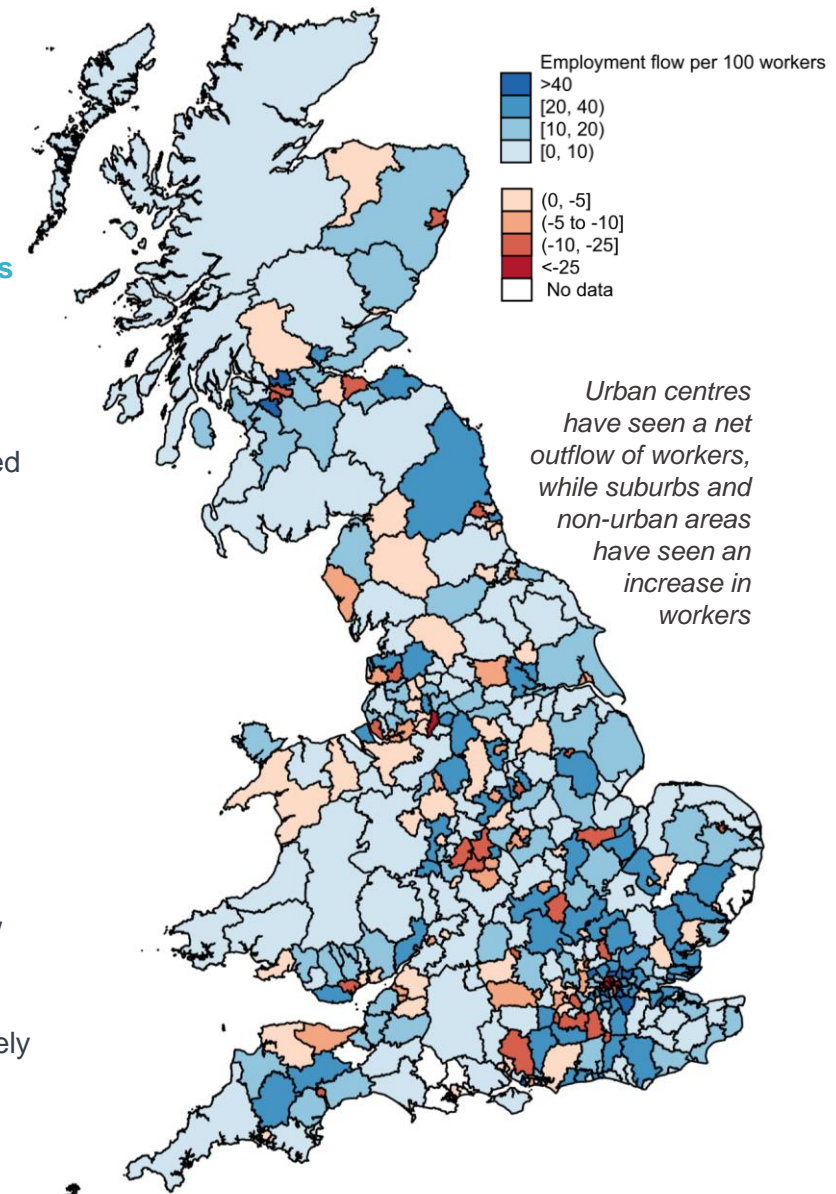 Employment flow per 100 workers
>40
[20, 40)
[10, 20)
[0, 10)
(0, -5]
(-5 to -10]
(-10, -25]
<-25
No data
s
ed
Urban centres
have seen a net
outflow of workers,
while suburbs and
non-urban areas
have seen an
increase in
workers
ely